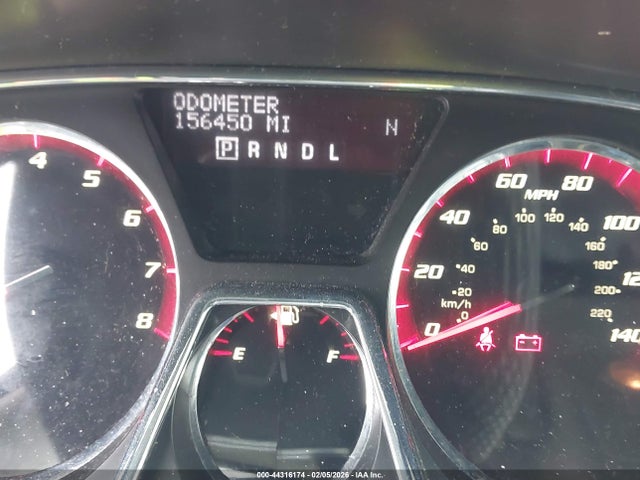 ODOMETER
156450 MI N
P R N D L
4 5 6 7 8
E F
0 20 40 60 80 100 12 140
MPH
0 20 40 60 80 100 120 140 160 180 200 220
km/h
000-44316174 | 02/05/2026 - © IAA Inc.